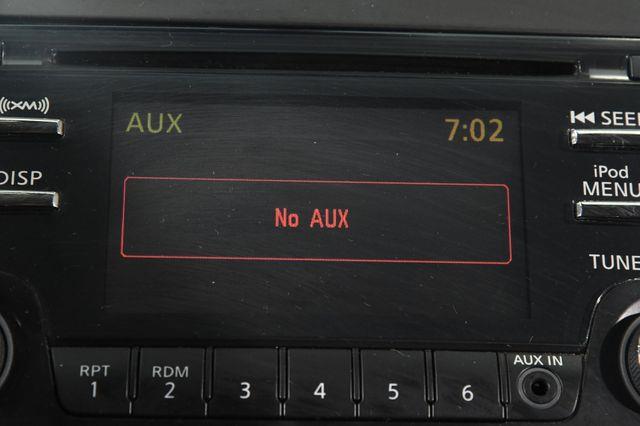 ((( XM )))
AUX
7:02
SEEK
DISP
iPod
MENU
No AUX
TUNE
RPT
1
RDM
2
3
4
5
6
AUX IN